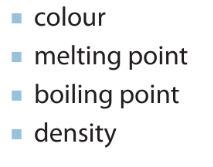 ■ colour
■ melting point
■ boiling point
■ density